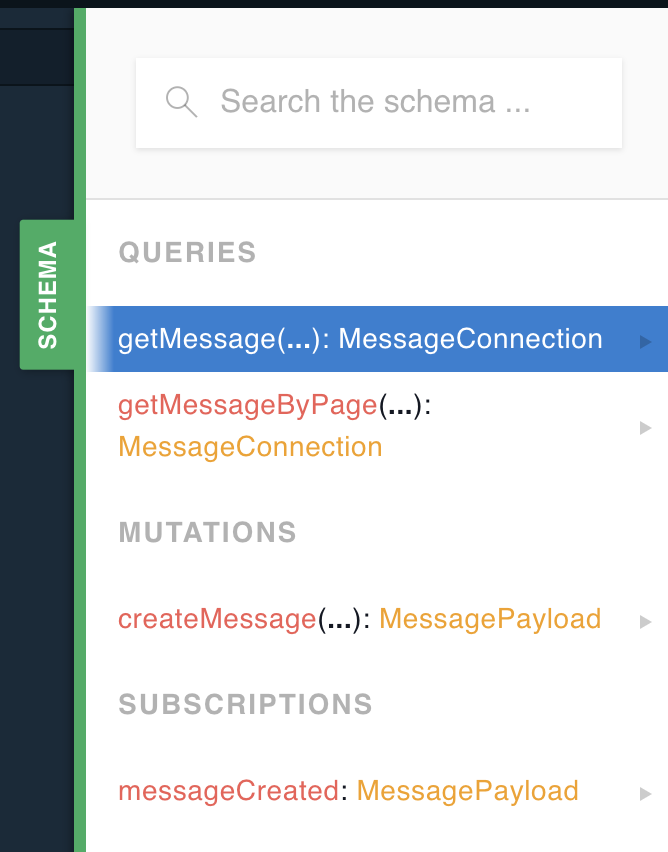 Search the schema ...
SCHEMA
QUERIES
getMessage(...): MessageConnection
getMessageByPage(...):
MessageConnection
MUTATIONS
createMessage(...): MessagePayload
SUBSCRIPTIONS
messageCreated: MessagePayload